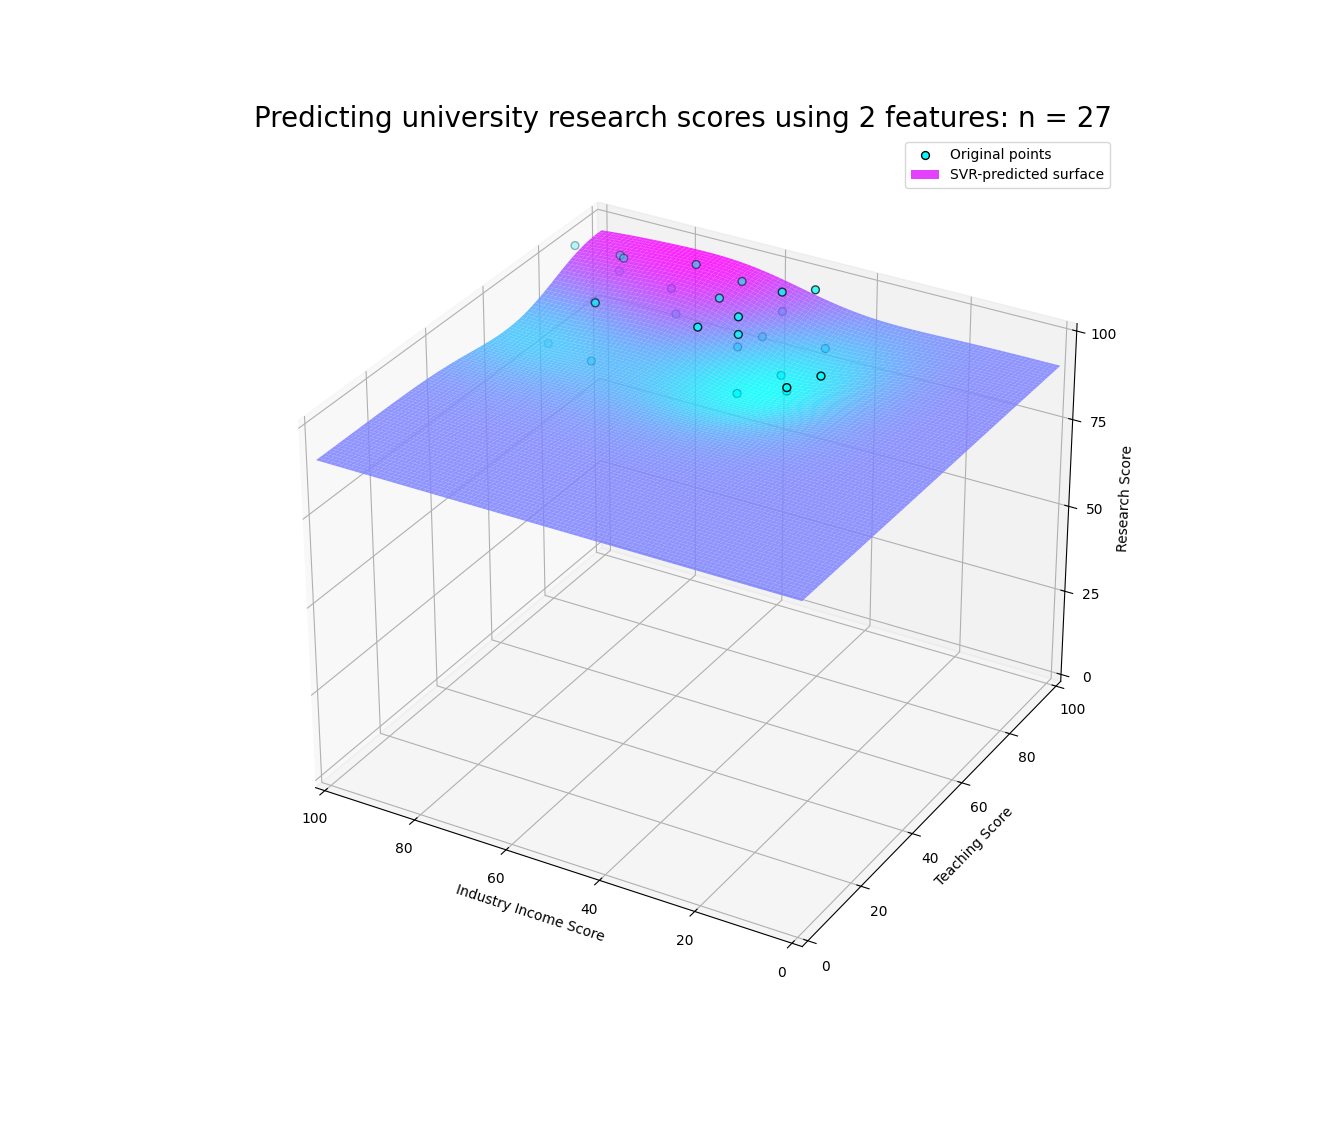 Predicting university research scores using 2 features: n = 27
Original points
SVR-predicted surface
100
75
50
25
0
Research Score
100
80
60
40
20
0
Teaching Score
100
80
60
40
20
0
Industry Income Score